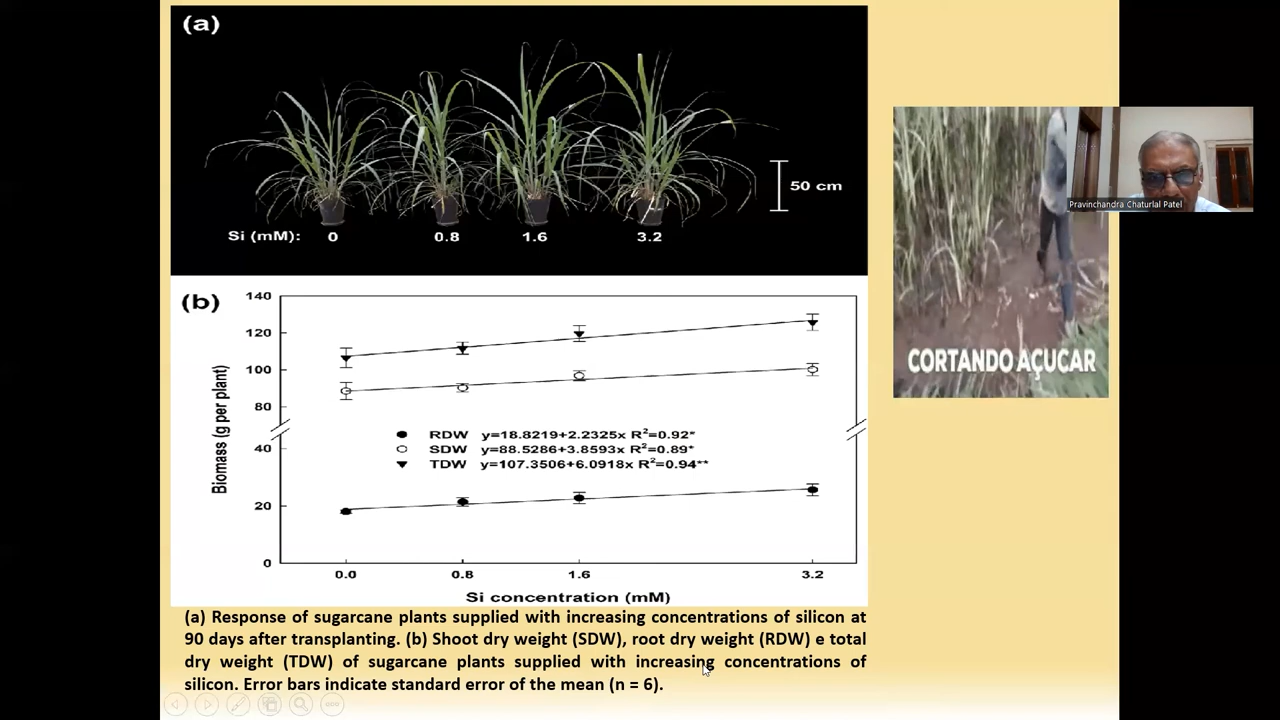 (a)
50 cm
Si (mM): 0 0.8 1.6 3.2
(b)
140
120
100
80
40
20
0
Biomass (g per plant)
RDW y=18.8219+2.2325x R²=0.92*
SDW y=88.5286+3.8593x R²=0.89*
TDW y=107.3506+6.0918x R²=0.94**
0.0 0.8 1.6 3.2
Si concentration (mM)
(a) Response of sugarcane plants supplied with increasing concentrations of silicon at
90 days after transplanting. (b) Shoot dry weight (SDW), root dry weight (RDW) e total
dry weight (TDW) of sugarcane plants supplied with increasing concentrations of
silicon. Error bars indicate standard error of the mean (n = 6).
Pravinchandra Chaturlal Patel
CORTANDO AÇUCAR